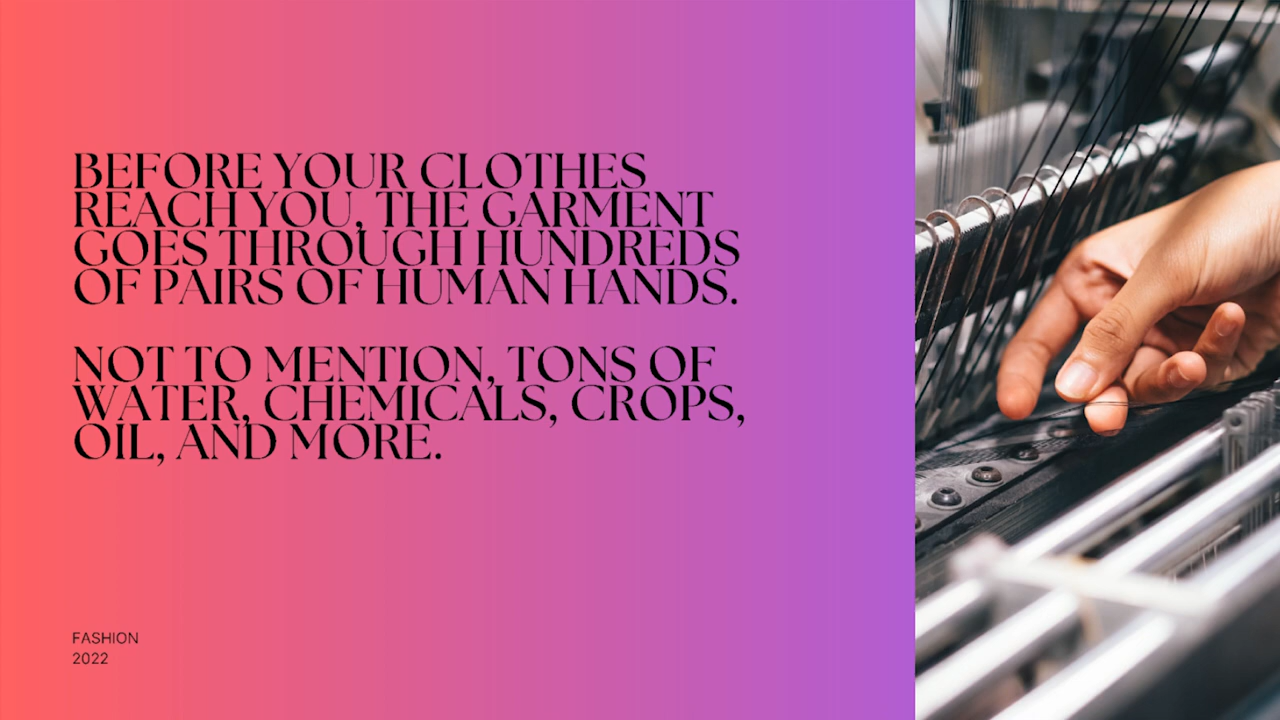 BEFORE YOUR CLOTHES
REACH YOU, THE GARMENT
GOES THROUGH HUNDREDS
OF PAIRS OF HUMAN HANDS.
NOT TO MENTION, TONS OF
WATER, CHEMICALS, CROPS,
OIL, AND MORE.
FASHION
2022